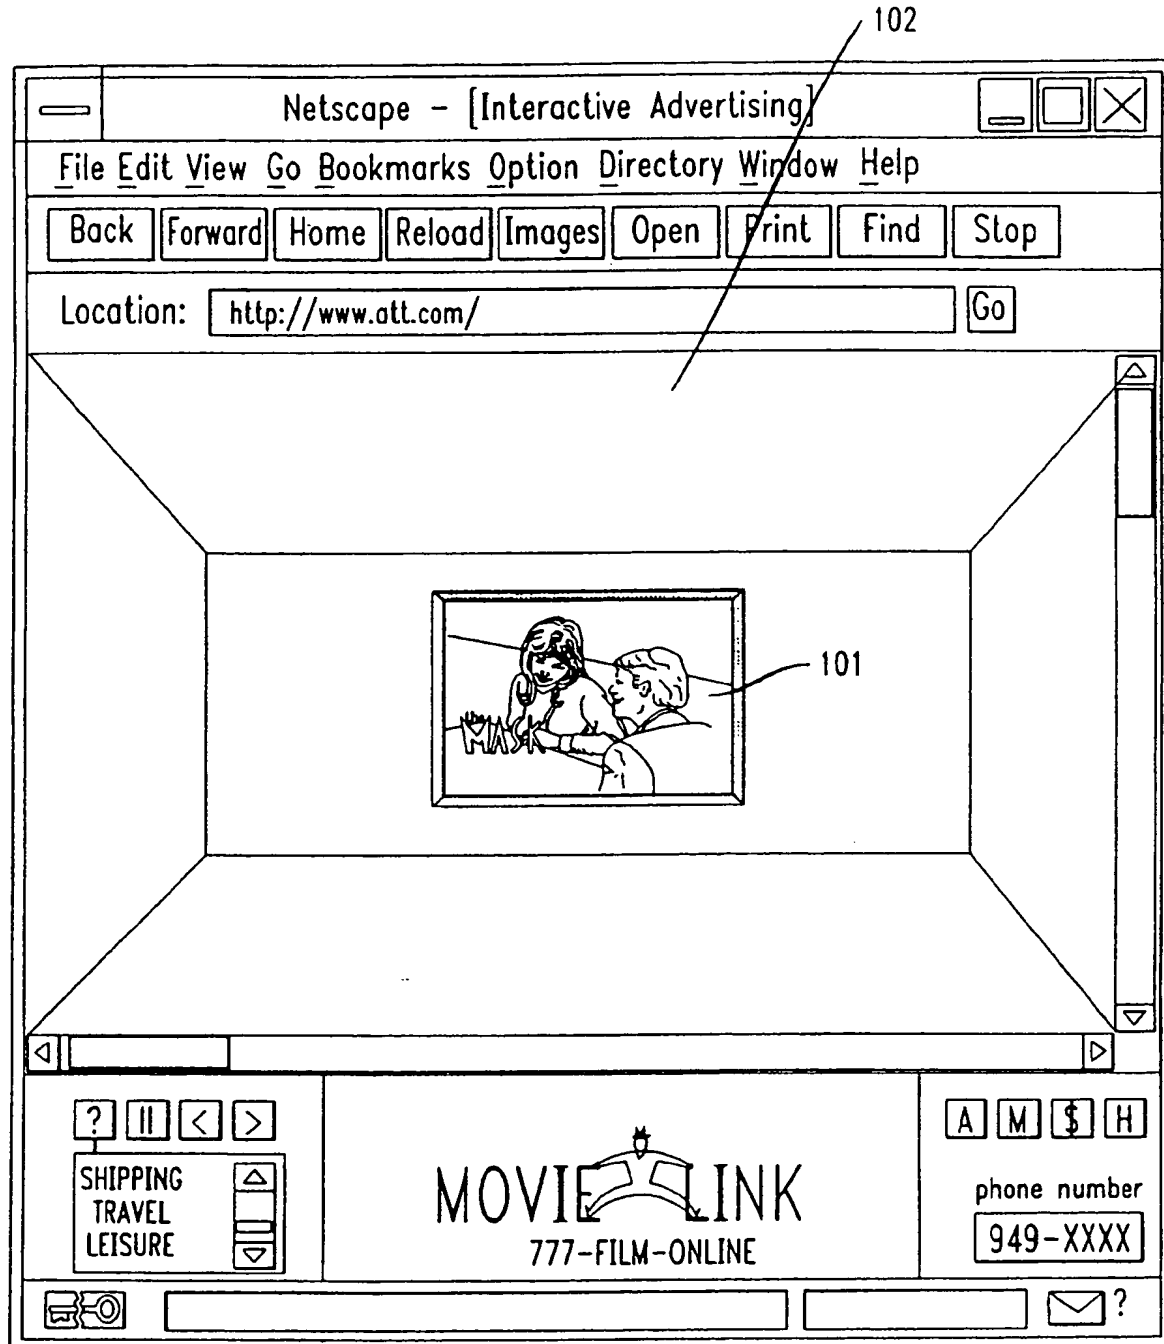 102
Netscape - [Interactive Advertising]
File Edit View Go Bookmarks Option Directory Window Help
Back Forward Home Reload Images Open Print Find Stop
Location: http://www.att.com/ Go
101
the
MASK
? || < > A M $ H
SHIPPING
TRAVEL
LEISURE
MOVIE LINK
777-FILM-ONLINE
phone number
949-XXXX
?